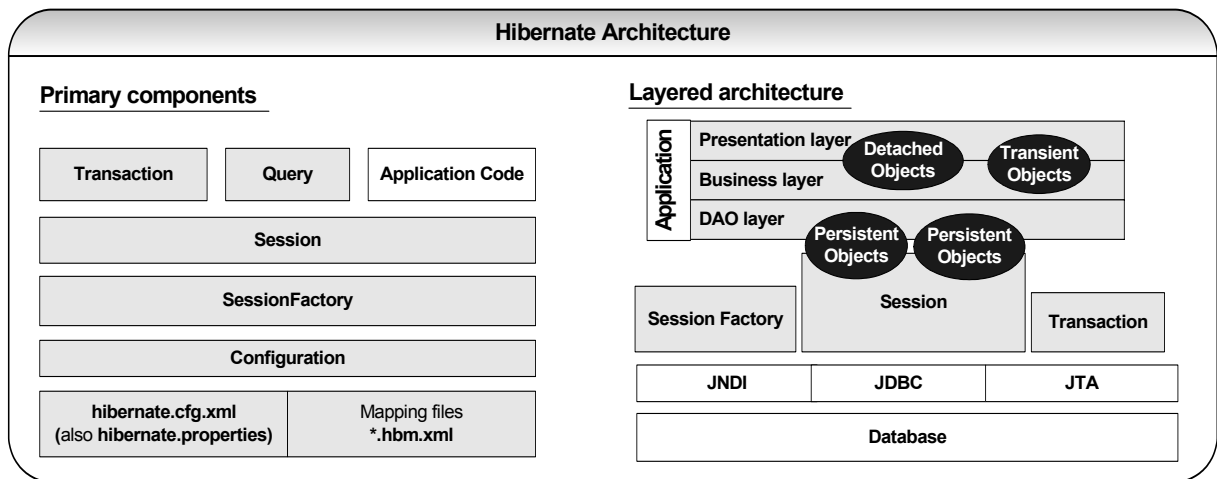 Hibernate Architecture
Primary components
Transaction
Query
Application Code
Session
SessionFactory
Configuration
hibernate.cfg.xml
(also hibernate.properties)
Mapping files
*.hbm.xml
Layered architecture
Application
Presentation layer
Business layer
DAO layer
Detached
Objects
Transient
Objects
Persistent
Objects
Persistent
Objects
Session Factory
Session
Transaction
JNDI
JDBC
JTA
Database